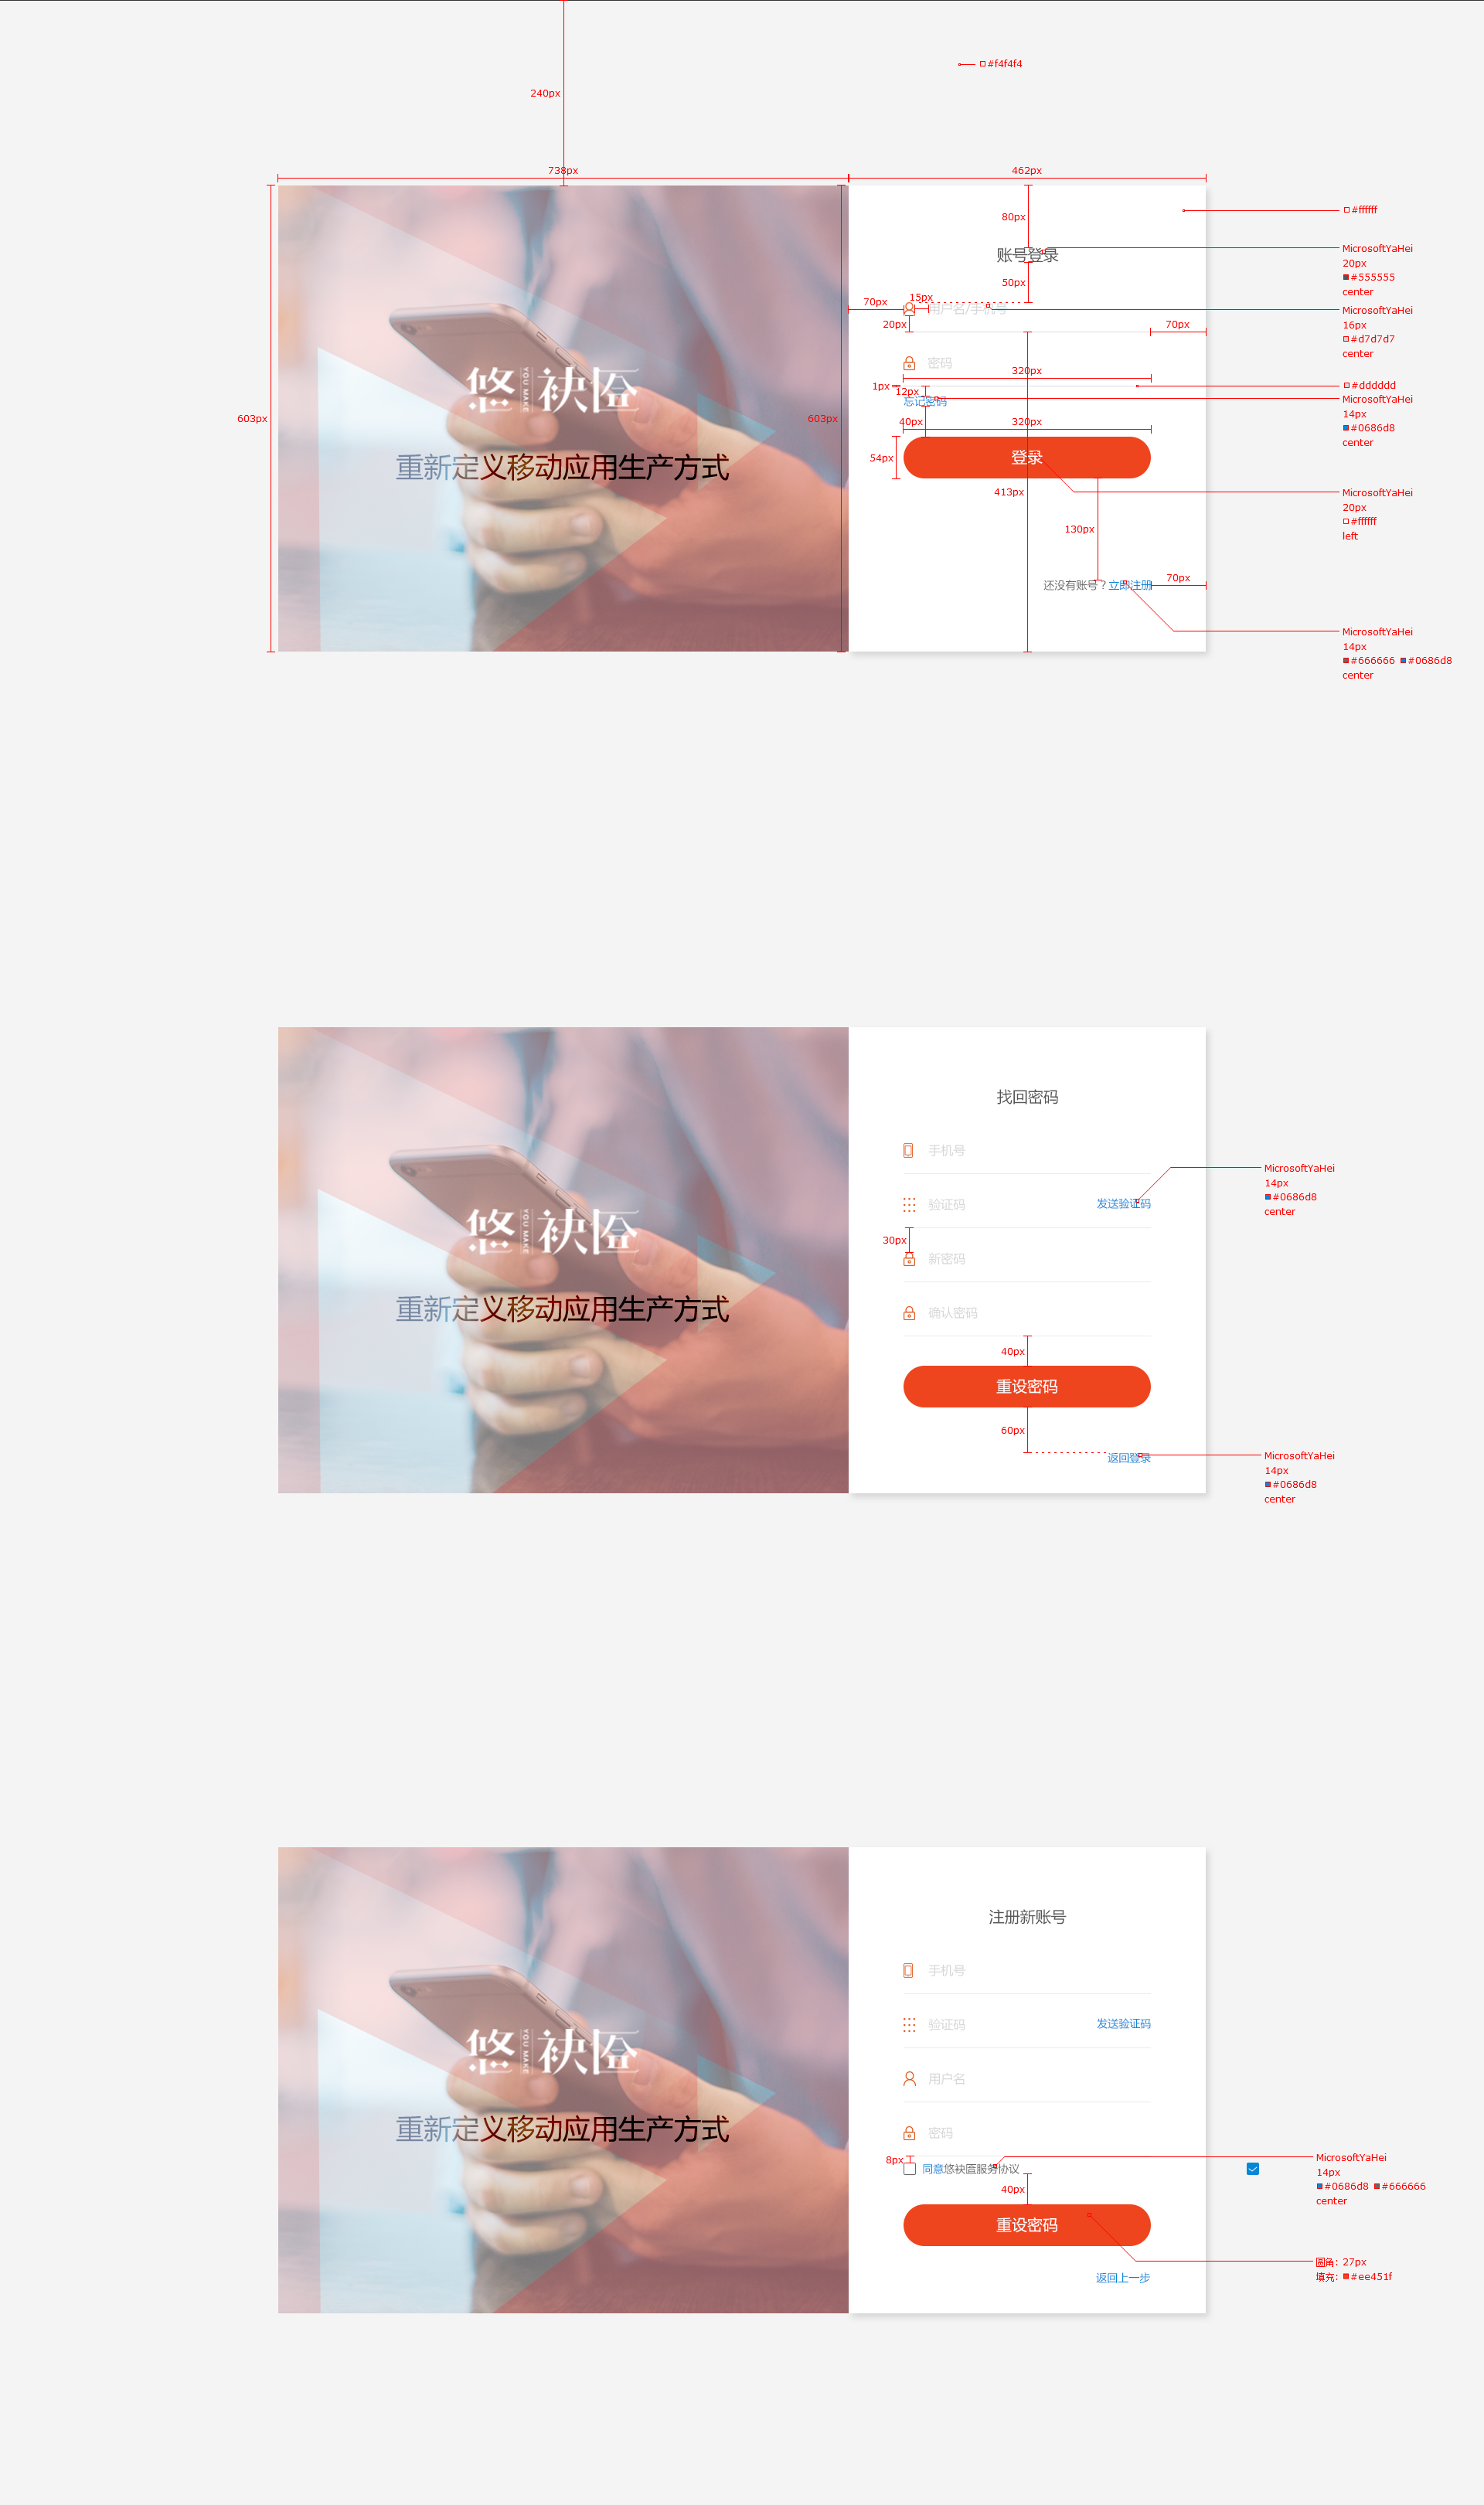 #f4f4f4
240px
738px
462px
80px
#ffffff
账号登录
MicrosoftYaHei
20px
#555555
center
50px
70px
15px
用户名/手机号
MicrosoftYaHei
16px
#d7d7d7
center
20px
70px
密码
320px
1px
12px
#dddddd
忘记密码
MicrosoftYaHei
14px
#0686d8
center
603px
603px
悠
YOU MAKE
袂匼
40px
320px
54px
登录
重新定义移动应用生产方式
413px
MicrosoftYaHei
20px
#ffffff
left
130px
还没有账号？立即注册
70px
MicrosoftYaHei
14px
#666666 #0686d8
center
找回密码
手机号
验证码
发送验证码
MicrosoftYaHei
14px
#0686d8
center
悠
YOU MAKE
袂匼
30px
新密码
重新定义移动应用生产方式
确认密码
40px
重设密码
60px
返回登录
MicrosoftYaHei
14px
#0686d8
center
注册新账号
手机号
验证码
发送验证码
悠
YOU MAKE
袂匼
用户名
重新定义移动应用生产方式
密码
8px
同意悠袂匼服务协议
MicrosoftYaHei
14px
#0686d8 #666666
center
40px
重设密码
圆角：27px
填充：#ee451f
返回上一步